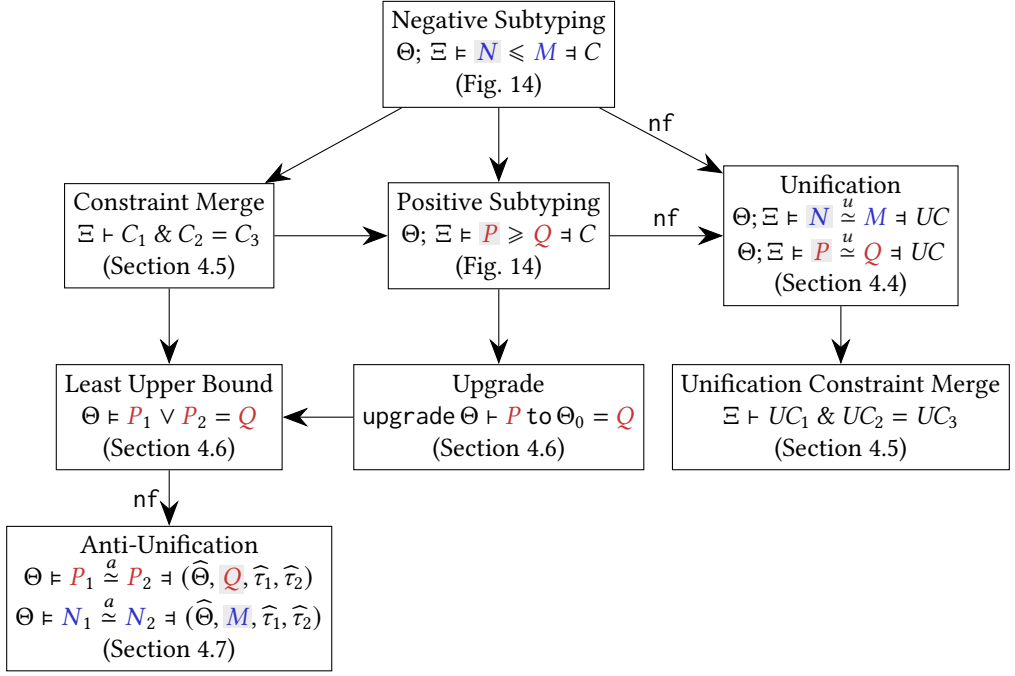 Negative Subtyping
Θ; Ξ ⊨ N ⩽ M ⫤ C
(Fig. 14)
nf
Constraint Merge
Ξ ⊢ C₁ & C₂ = C₃
(Section 4.5)
Positive Subtyping
Θ; Ξ ⊨ P ⩾ Q ⫤ C
(Fig. 14)
nf
Unification
Θ; Ξ ⊨ N ≃ᵘ M ⫤ UC
Θ; Ξ ⊨ P ≃ᵘ Q ⫤ UC
(Section 4.4)
Least Upper Bound
Θ ⊨ P₁ ∨ P₂ = Q
(Section 4.6)
Upgrade
upgrade Θ ⊢ P to Θ₀ = Q
(Section 4.6)
Unification Constraint Merge
Ξ ⊢ UC₁ & UC₂ = UC₃
(Section 4.5)
nf
Anti-Unification
Θ ⊨ P₁ ≃ᵃ P₂ ⫤ (Θ̂, Q, τ̂₁, τ̂₂)
Θ ⊨ N₁ ≃ᵃ N₂ ⫤ (Θ̂, M, τ̂₁, τ̂₂)
(Section 4.7)